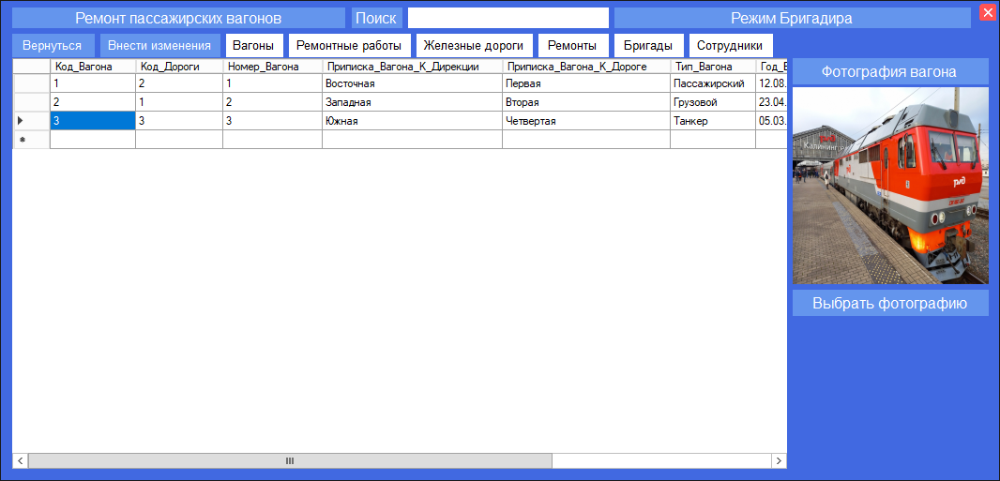 Ремонт пассажирских вагонов Поиск Режим Бригадира
Вернуться Внести изменения Вагоны Ремонтные работы Железные дороги Ремонты Бригады Сотрудники
Код_Вагона Код_Дороги Номер_Вагона Приписка_Вагона_К_Дирекции Приписка_Вагона_К_Дороге Тип_Вагона
1 2 1 Восточная Первая Пассажирский 12.08.
2 1 2 Западная Вторая Грузовой 23.04.
3 3 3 Южная Четвертая Танкер 05.03.
Фотография вагона
Калининг
ржд
Выбрать фотографию